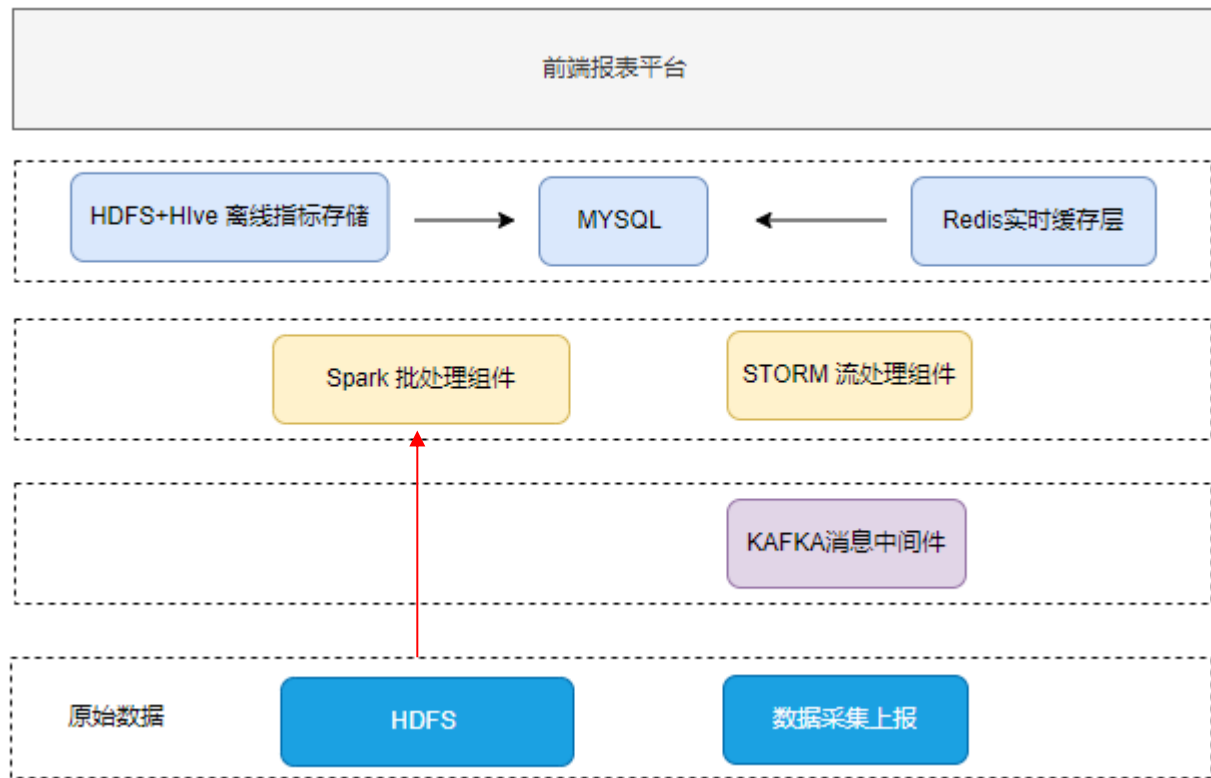 前端报表平台
HDFS+HIve 离线指标存储
MYSQL
Redis实时缓存层
Spark 批处理组件
STORM 流处理组件
KAFKA消息中间件
原始数据
HDFS
数据采集上报